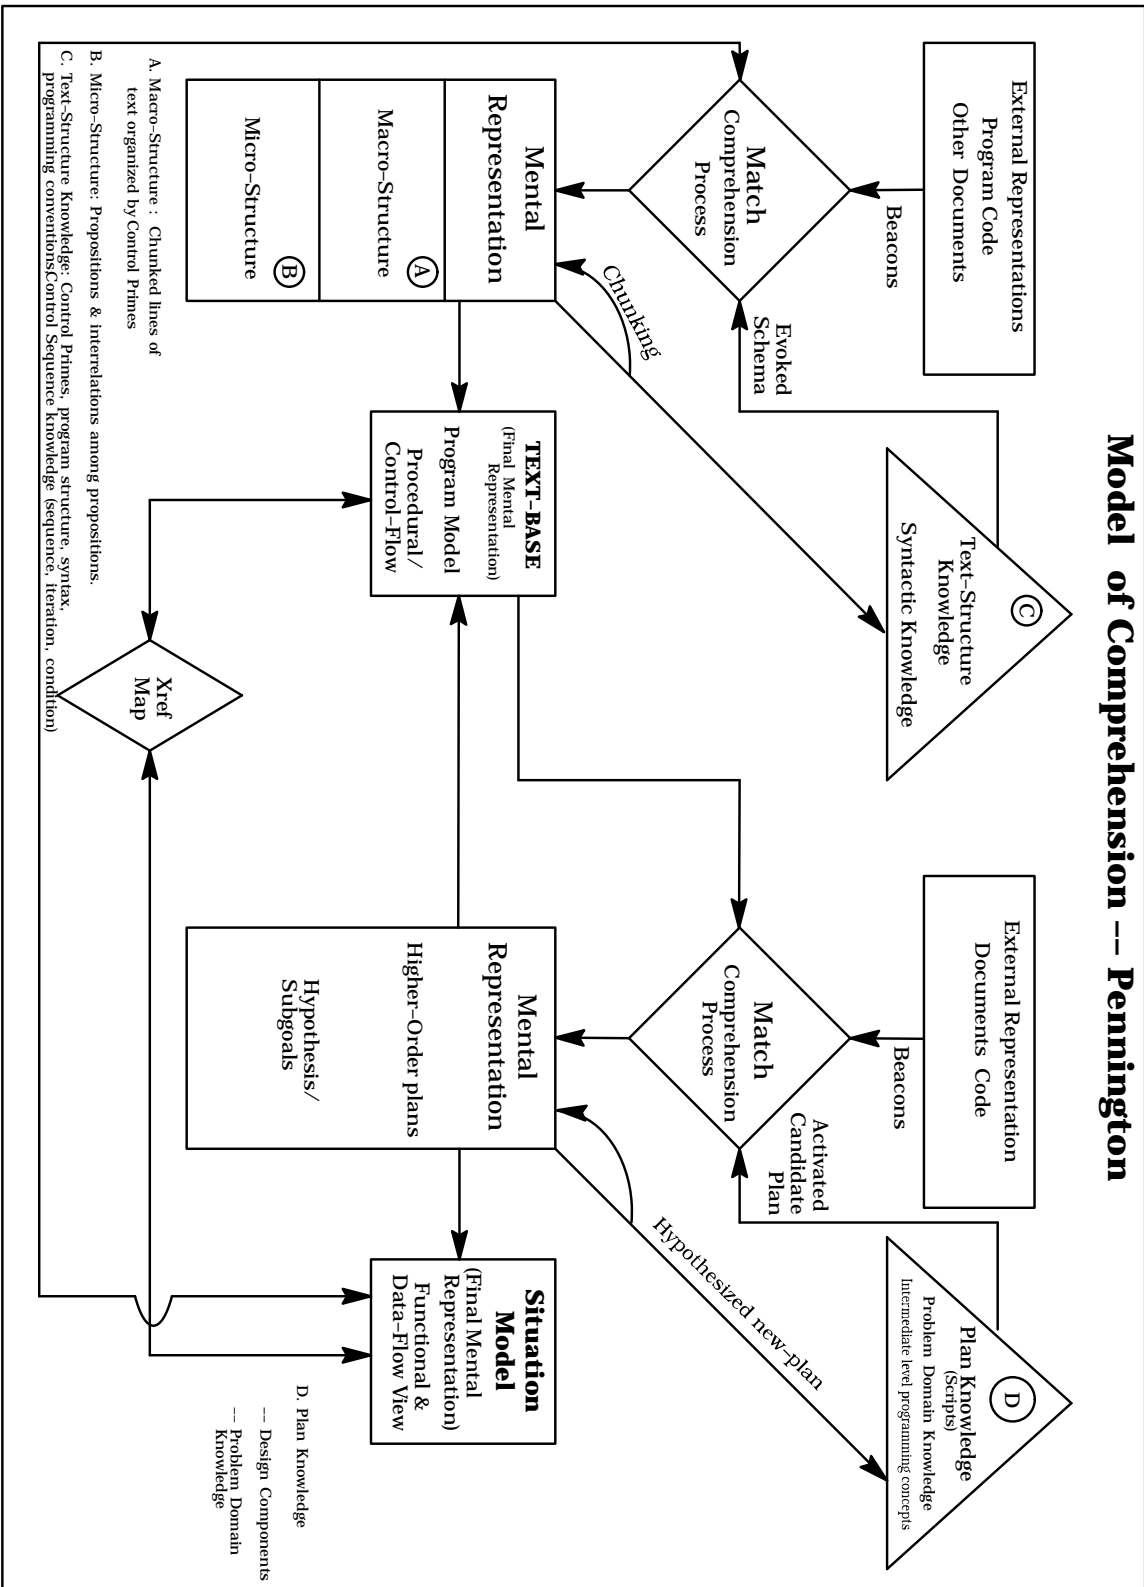 Model of Comprehension –– Pennington
External Representations
Program Code
Other Documents
Beacons
Match
Comprehension
Process
Evoked
Schema
C
Text–Structure
Knowledge
Syntactic Knowledge
Chunking
Mental
Representation
Macro–Structure
A
Micro–Structure
B
TEXT–BASE
(Final Mental
Representation)
Program Model
Procedural/
Control–Flow
Xref
Map
External Representation
Documents Code
Beacons
Match
Comprehension
Process
Activated
Candidate
Plan
D
Plan Knowledge
(Scripts)
Problem Domain Knowledge
Intermediate level programming concepts
Hypothesized new–plan
Mental
Representation
Higher–Order plans
Hypothesis/
Subgoals
Situation
Model
(Final Mental
Representation)
Functional &
Data–Flow View
A. Macro–Structure : Chunked lines of
text organized by Control Primes
B. Micro–Structure: Propositions & interrelations among propositions.
C. Text–Structure Knowledge: Control Primes, program structure, syntax,
programming conventions,Control Sequence knowledge (sequence, iteration, condition)
D. Plan Knowledge
–– Design Components
–– Problem Domain
Knowledge